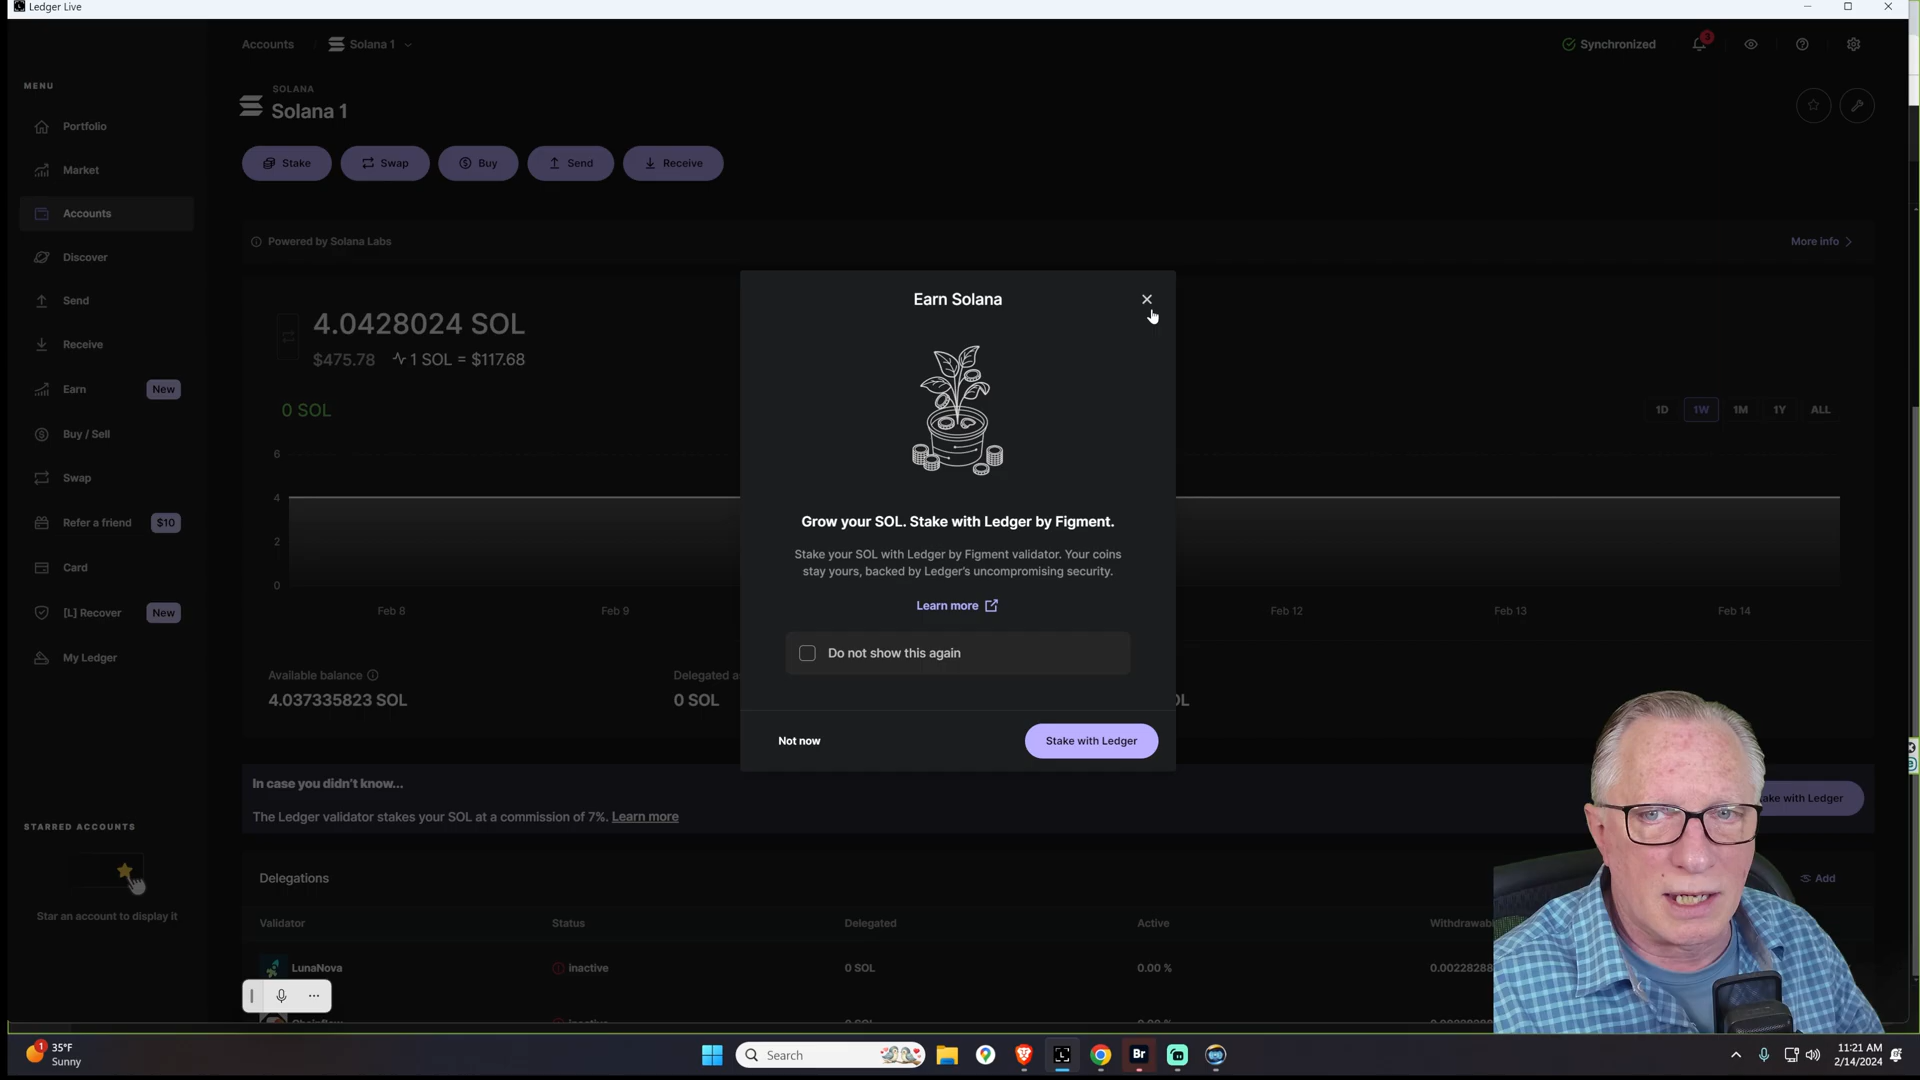 Ledger Live
Accounts / Solana 1
Synchronized
3
MENU
SOLANA
Solana 1
Portfolio
Stake
Swap
Buy
Send
Receive
Market
Accounts
Powered by Solana Labs
More info
Discover
Send
4.0428024 SOL
$475.78
1 SOL = $117.68
Receive
Earn
New
0 SOL
1D
1W
1M
1Y
ALL
Buy / Sell
Swap
Refer a friend
$10
Card
[L] Recover
New
My Ledger
6
4
2
0
Feb 8
Feb 9
Feb 12
Feb 13
Feb 14
Available balance
4.037335823 SOL
Delegated a
0 SOL
Earn Solana
Grow your SOL. Stake with Ledger by Figment.
Stake your SOL with Ledger by Figment validator. Your coins
stay yours, backed by Ledger's uncompromising security.
Learn more
Do not show this again
Not now
Stake with Ledger
In case you didn't know...
The Ledger validator stakes your SOL at a commission of 7%. Learn more
with Ledger
STARRED ACCOUNTS
Star an account to display it
Delegations
Add
Validator
Status
Delegated
Active
LunaNova
Inactive
0 SOL
0.00 %
0.00228288
35°F
Sunny
1
Search
Br
11:21 AM
2/14/2024